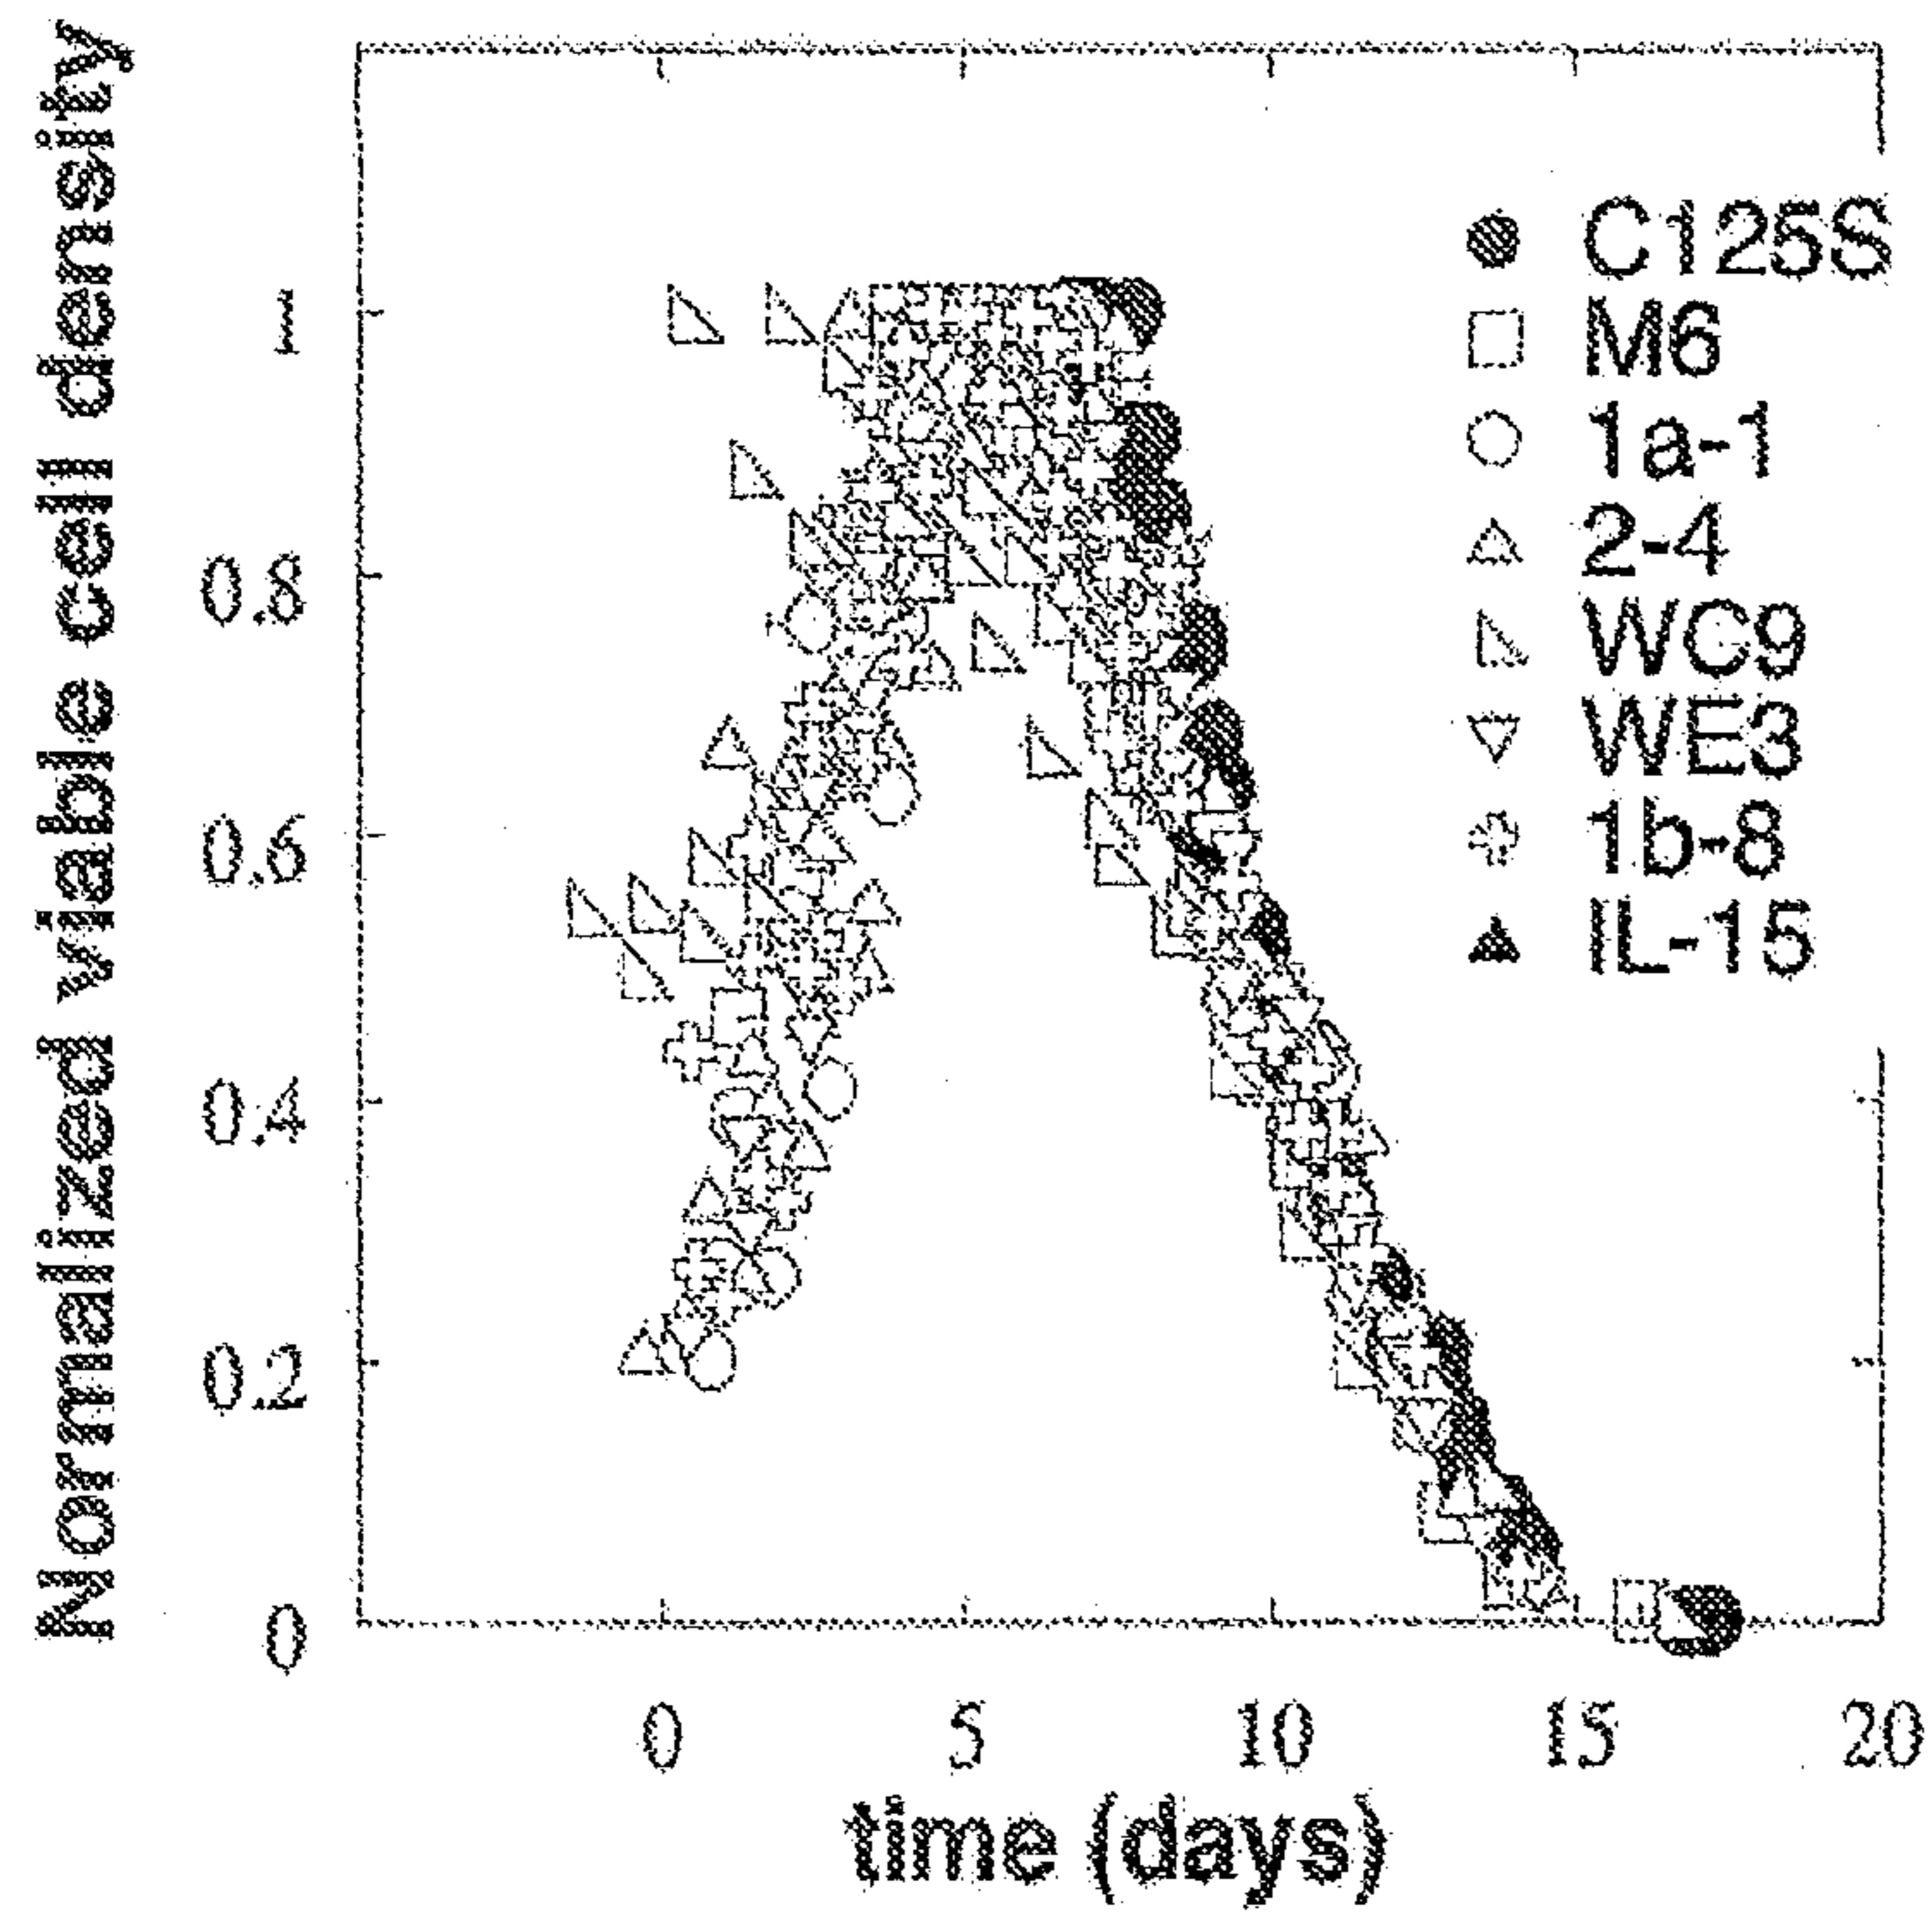 Normalized viable cell density
1
0.8
0.6
0.4
0.2
0
0 5 10 15 20
time (days)
C125S
M6
1a-1
2-4
WC9
WE3
1b-8
IL-15